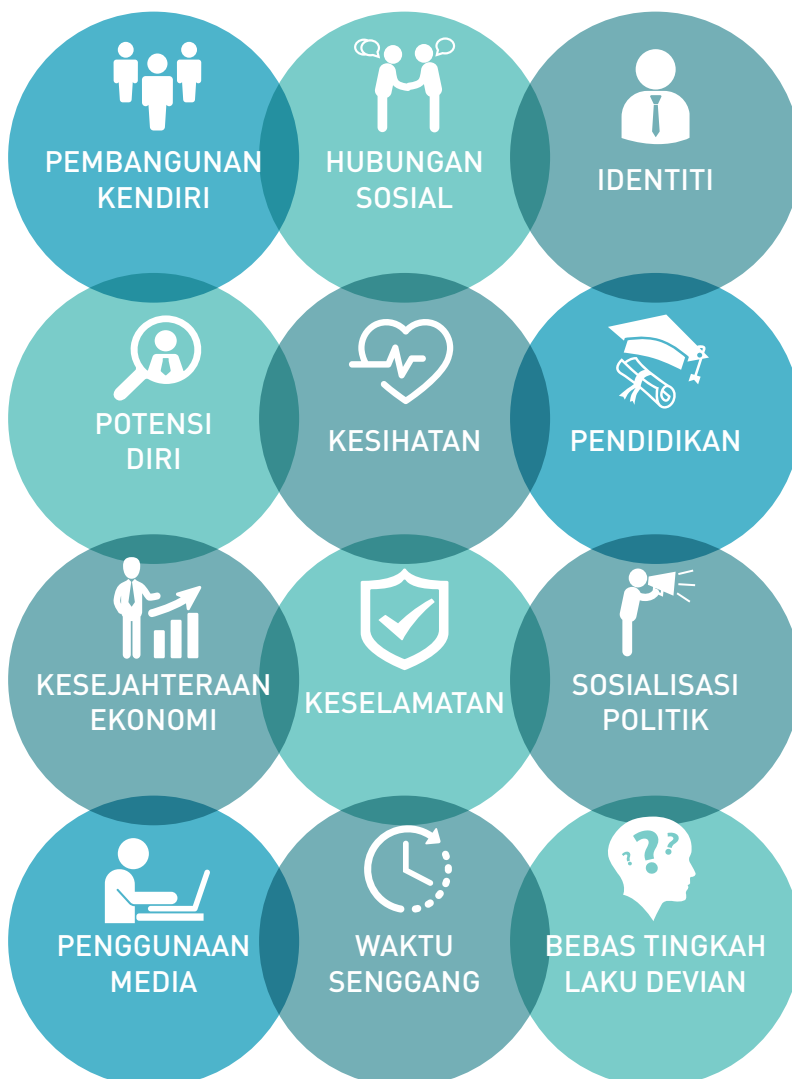 PEMBANGUNAN
KENDIRI
HUBUNGAN
SOSIAL
IDENTITI
POTENSI
DIRI
KESIHATAN
PENDIDIKAN
KESEJAHTERAAN
EKONOMI
KESELAMATAN
SOSIALISASI
POLITIK
PENGGUNAAN
MEDIA
WAKTU
SENGGANG
? ? ?
BEBAS TINGKAH
LAKU DEVIAN